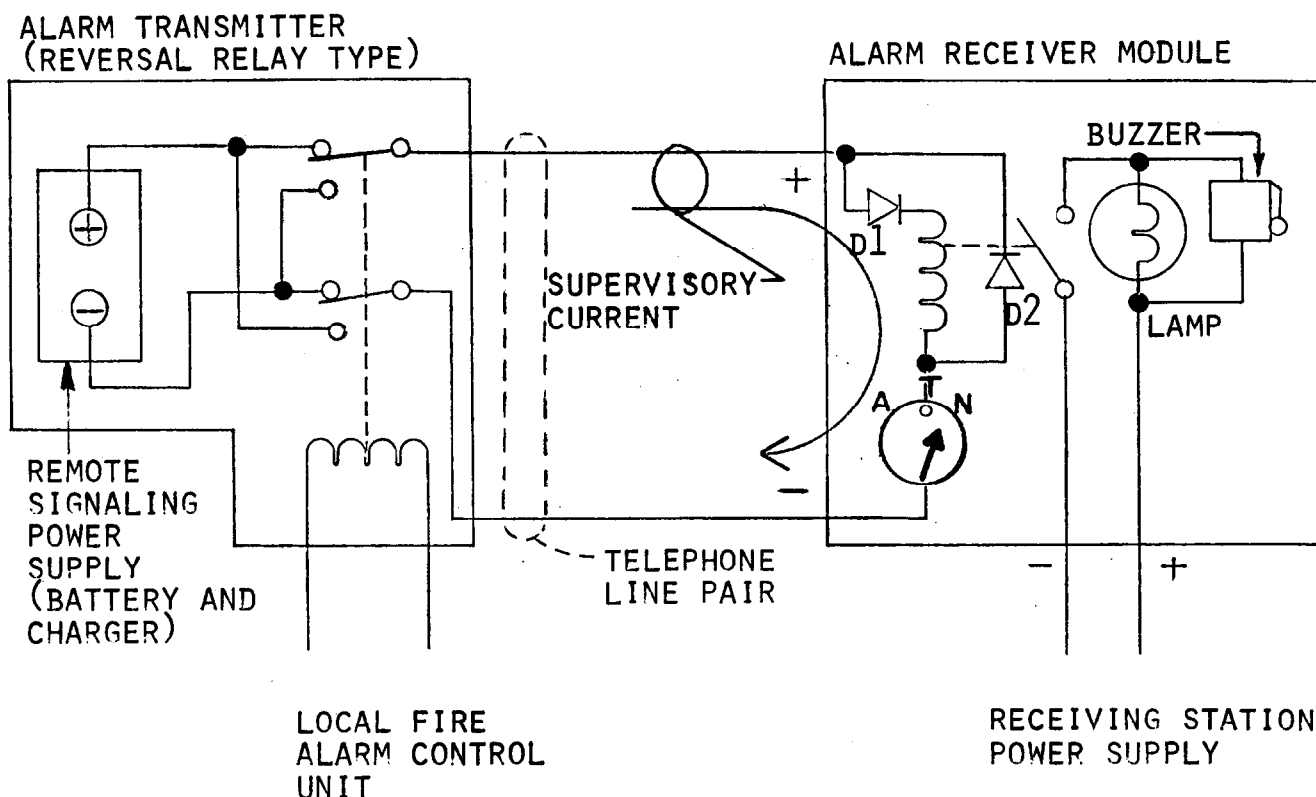 ALARM TRANSMITTER
(REVERSAL RELAY TYPE)
ALARM RECEIVER MODULE
BUZZER
+
+
D1
SUPERVISORY
CURRENT
D2
LAMP
-
T
A
N
-
REMOTE
SIGNALING
POWER
SUPPLY
(BATTERY AND
CHARGER)
TELEPHONE
LINE PAIR
-
+
LOCAL FIRE
ALARM CONTROL
UNIT
RECEIVING STATION
POWER SUPPLY